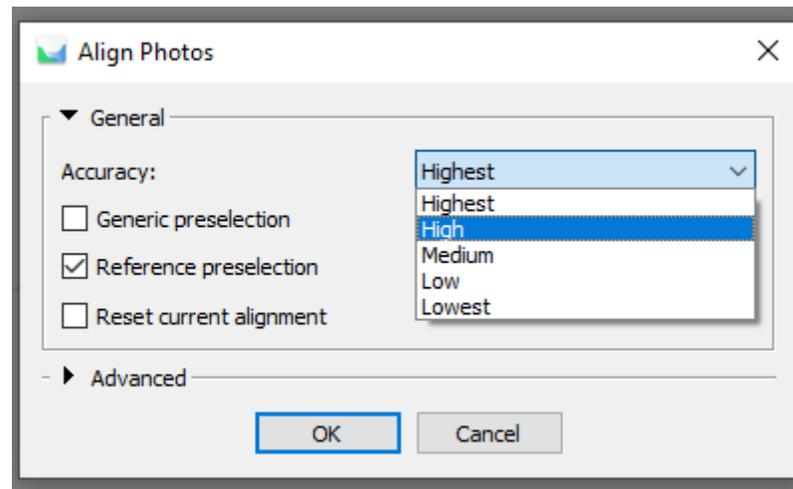 Align Photos
General
Accuracy:
Highest
Highest
High
Medium
Low
Lowest
Generic preselection
Reference preselection
Reset current alignment
Advanced
OK
Cancel